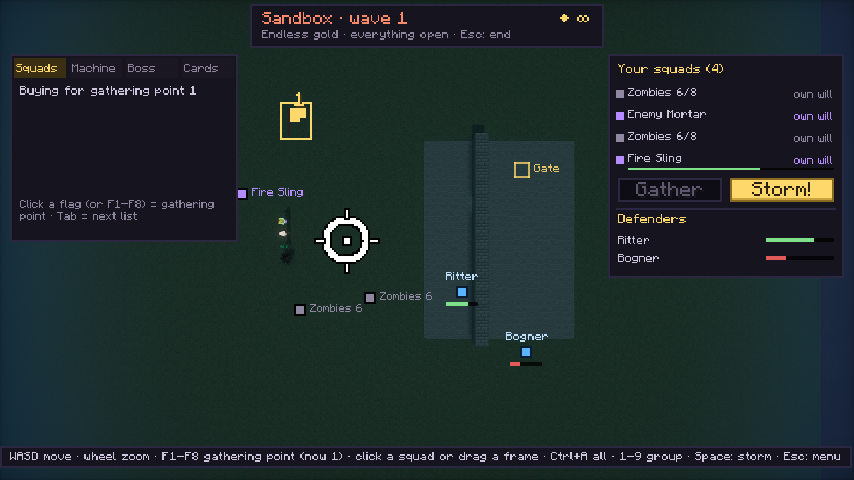 Sandbox · wave 1
∞
Endless gold · everything open · Esc: end
Squads Machine Boss Cards
Buying for gathering point 1
Click a flag (or F1-F8) = gathering
point · Tab = next list
1
Fire Sling
Zombies 6
Zombies 6
Gate
Ritter
Bogner
Your squads (4)
Zombies 6/8 own will
Enemy Mortar own will
Zombies 6/8 own will
Fire Sling own will
Gather Storm!
Defenders
Ritter
Bogner
WASD move · wheel zoom · F1-F8 gathering point (now 1) · click a squad or drag a frame · Ctrl+A all · 1-9 group · Space: storm · Esc: menu